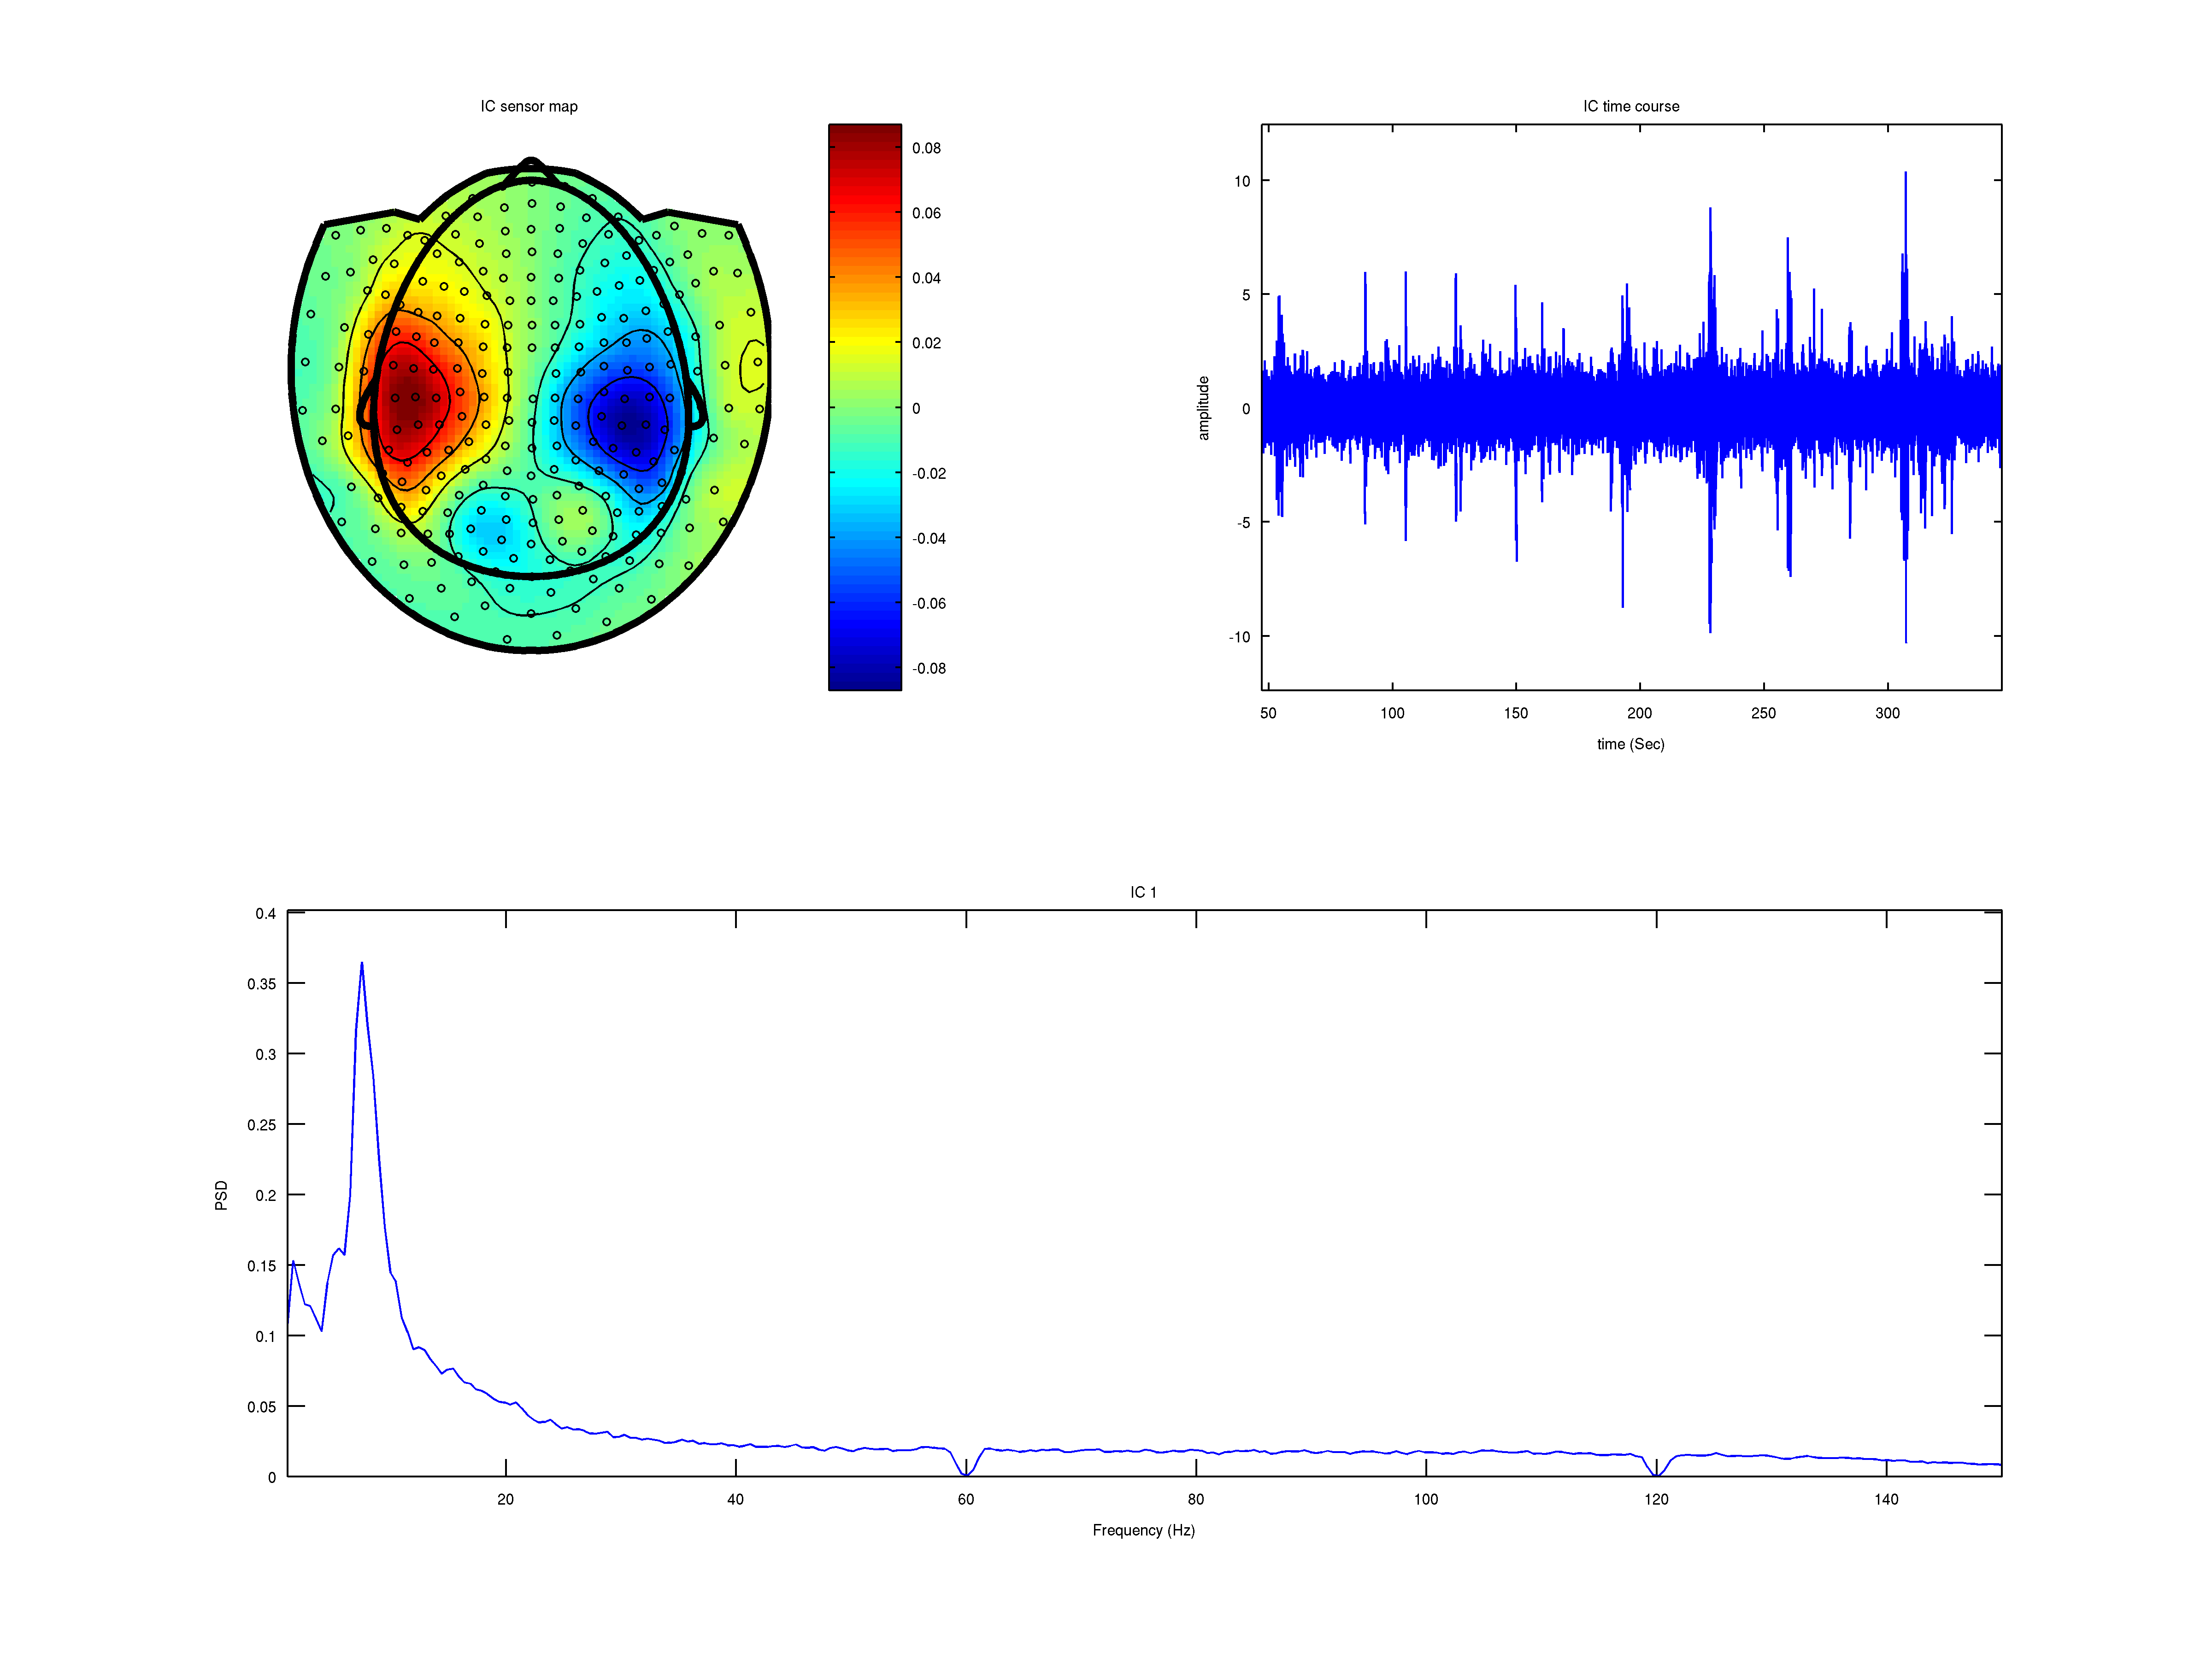 IC sensor map
0.08
0.06
0.04
0.02
0
-0.02
-0.04
-0.06
-0.08
IC time course
amplitude
10
5
0
-5
-10
50 100 150 200 250 300
time (Sec)
IC 1
PSD
0.4
0.35
0.3
0.25
0.2
0.15
0.1
0.05
0
20 40 60 80 100 120 140
Frequency (Hz)